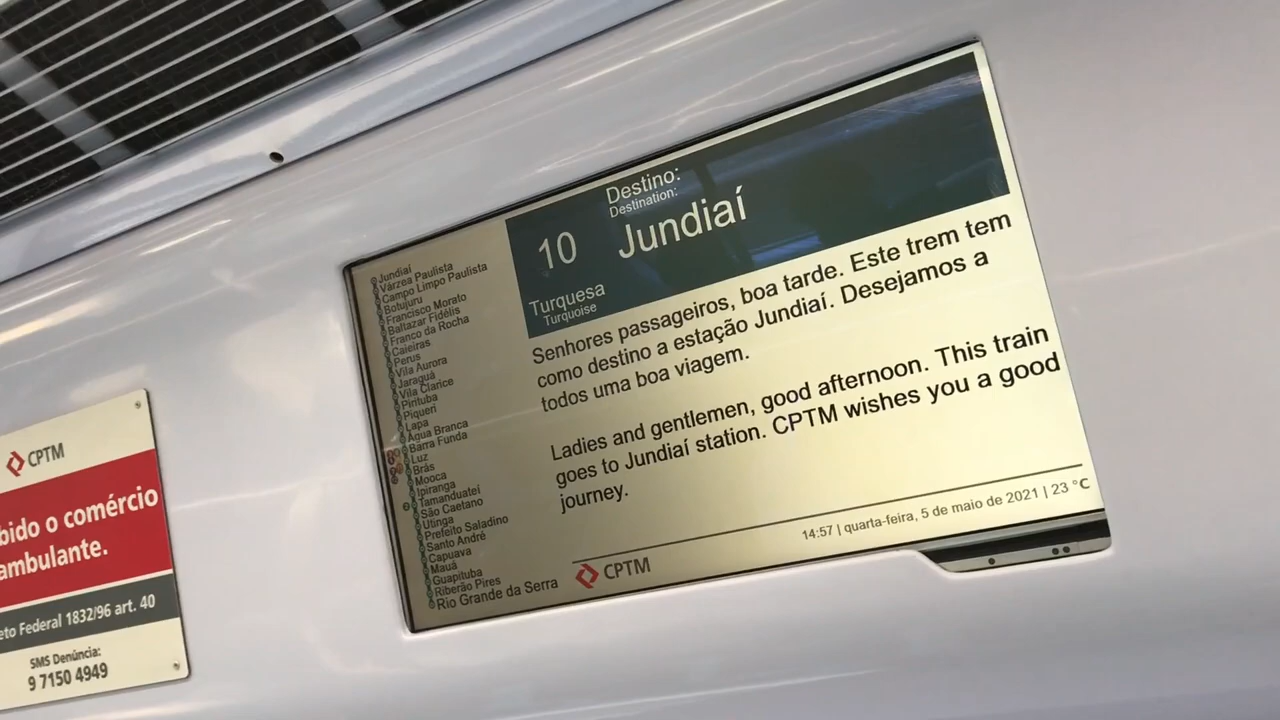 Destino:
Destination:
10
Jundiaí
Turquesa
Turquoise
Senhores passageiros, boa tarde. Este trem tem
como destino a estação Jundiaí. Desejamos a
todos uma boa viagem.
Ladies and gentlemen, good afternoon. This train
goes to Jundiaí station. CPTM wishes you a good
journey.
14:57 | quarta-feira, 5 de maio de 2021 | 23 °C
CPTM
Jundiaí
Várzea Paulista
Campo Limpo Paulista
Botujuru
Francisco Morato
Baltazar Fidélis
Franco da Rocha
Caieiras
Perus
Vila Aurora
Jaraguá
Vila Clarice
Pirituba
Piqueri
Lapa
Água Branca
Barra Funda
Luz
Brás
Mooca
Ipiranga
Tamanduateí
São Caetano
Utinga
Prefeito Saladino
Santo André
Capuava
Mauá
Guapituba
Riberão Pires
Rio Grande da Serra
CPTM
bido o comércio
ambulante.
eto Federal 1832/96 art. 40
SMS Denúncia:
9 7150 4949